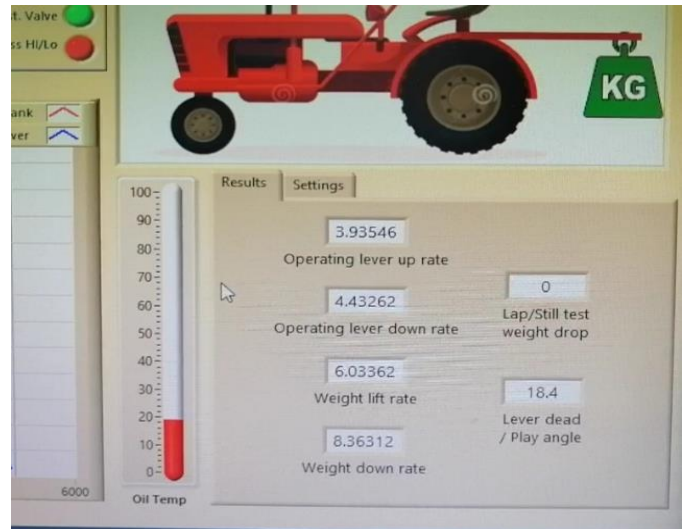 t. Valve
ss HI/Lo
ank
ver
6000
KG
100
90
80
70
60
50
40
30
20
10
0
Oil Temp
Results
Settings
3.93546
Operating lever up rate
4.43262
Operating lever down rate
6.03362
Weight lift rate
8.36312
Weight down rate
0
Lap/Still test
weight drop
18.4
Lever dead
/ Play angle